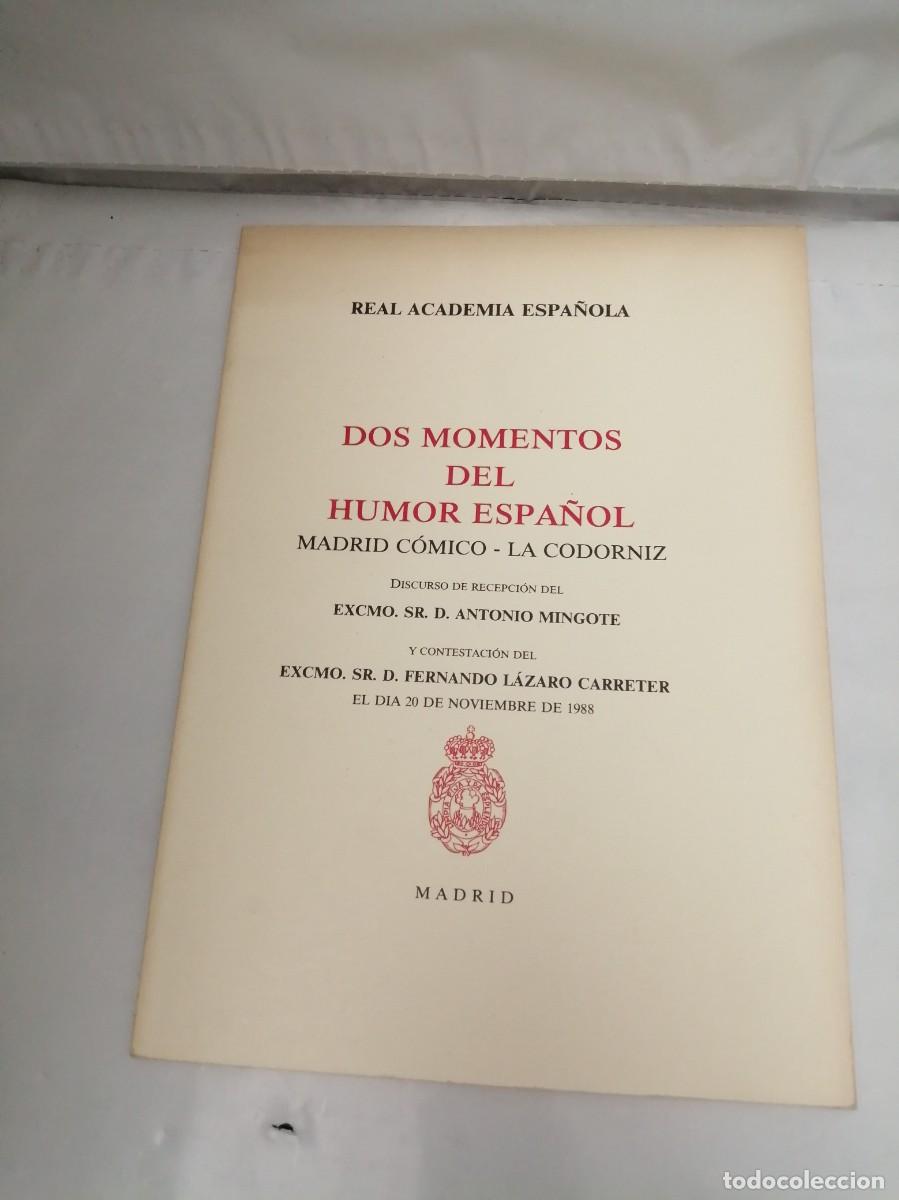 REAL ACADEMIA ESPAÑOLA
DOS MOMENTOS
DEL
HUMOR ESPAÑOL
MADRID CÓMICO - LA CODORNIZ
DISCURSO DE RECEPCIÓN DEL
EXCMO. SR. D. ANTONIO MINGOTE
Y CONTESTACIÓN DEL
EXCMO. SR. D. FERNANDO LÁZARO CARRETER
EL DIA 20 DE NOVIEMBRE DE 1988
MADRID
todocoleccion